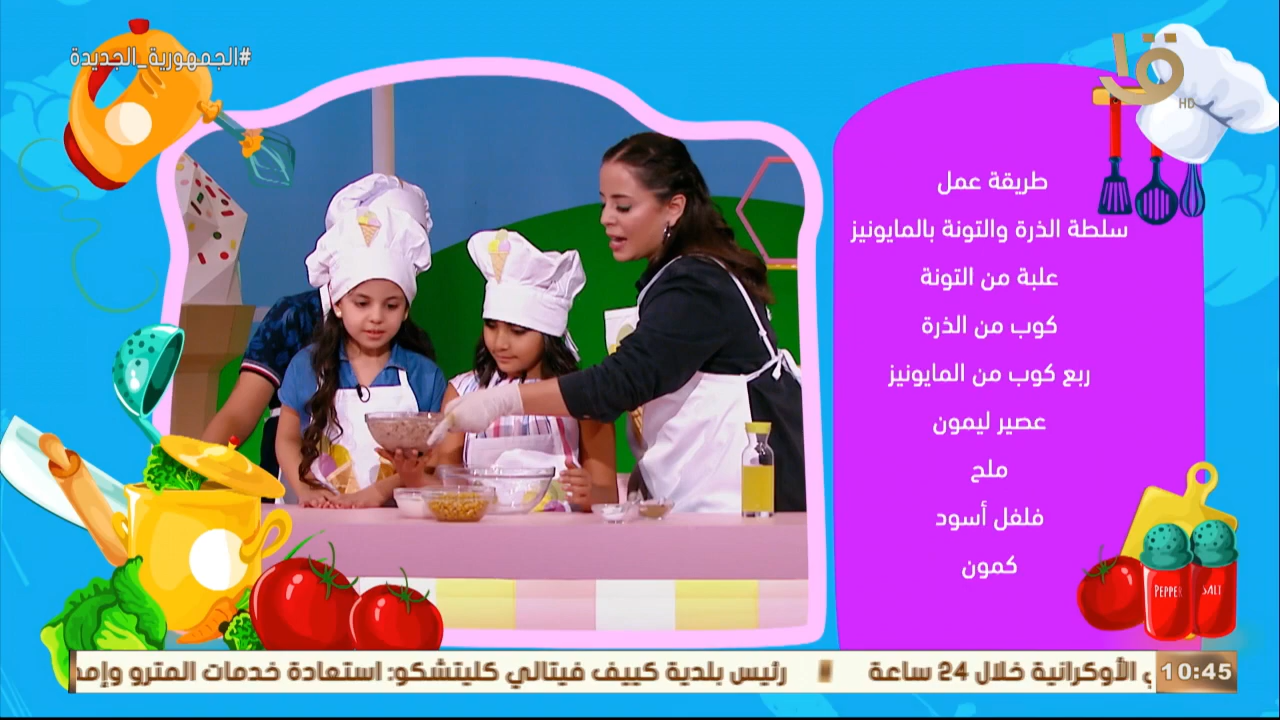 #الجمهورية_الجديدة
HD
طريقة عمل
سلطة الذرة والتونة بالمايونيز
علبة من التونة
كوب من الذرة
ربع كوب من المايونيز
عصير ليمون
ملح
فلفل أسود
كمون
PEPPER
SALT
الأوكرانية خلال 24 ساعة
رئيس بلدية كييف فيتالي كليتشكو: استعادة خدمات المترو
10:45